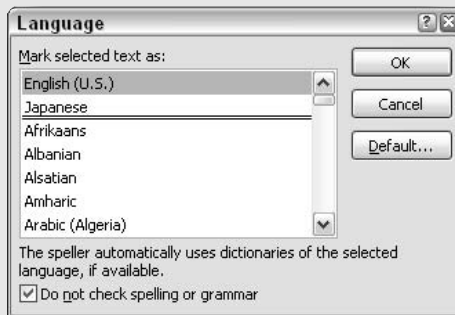 Language
Mark selected text as:
English (U.S.)
Japanese
Afrikaans
Albanian
Alsatian
Amharic
Arabic (Algeria)
OK
Cancel
Default...
The speller automatically uses dictionaries of the selected
language, if available.
Do not check spelling or grammar